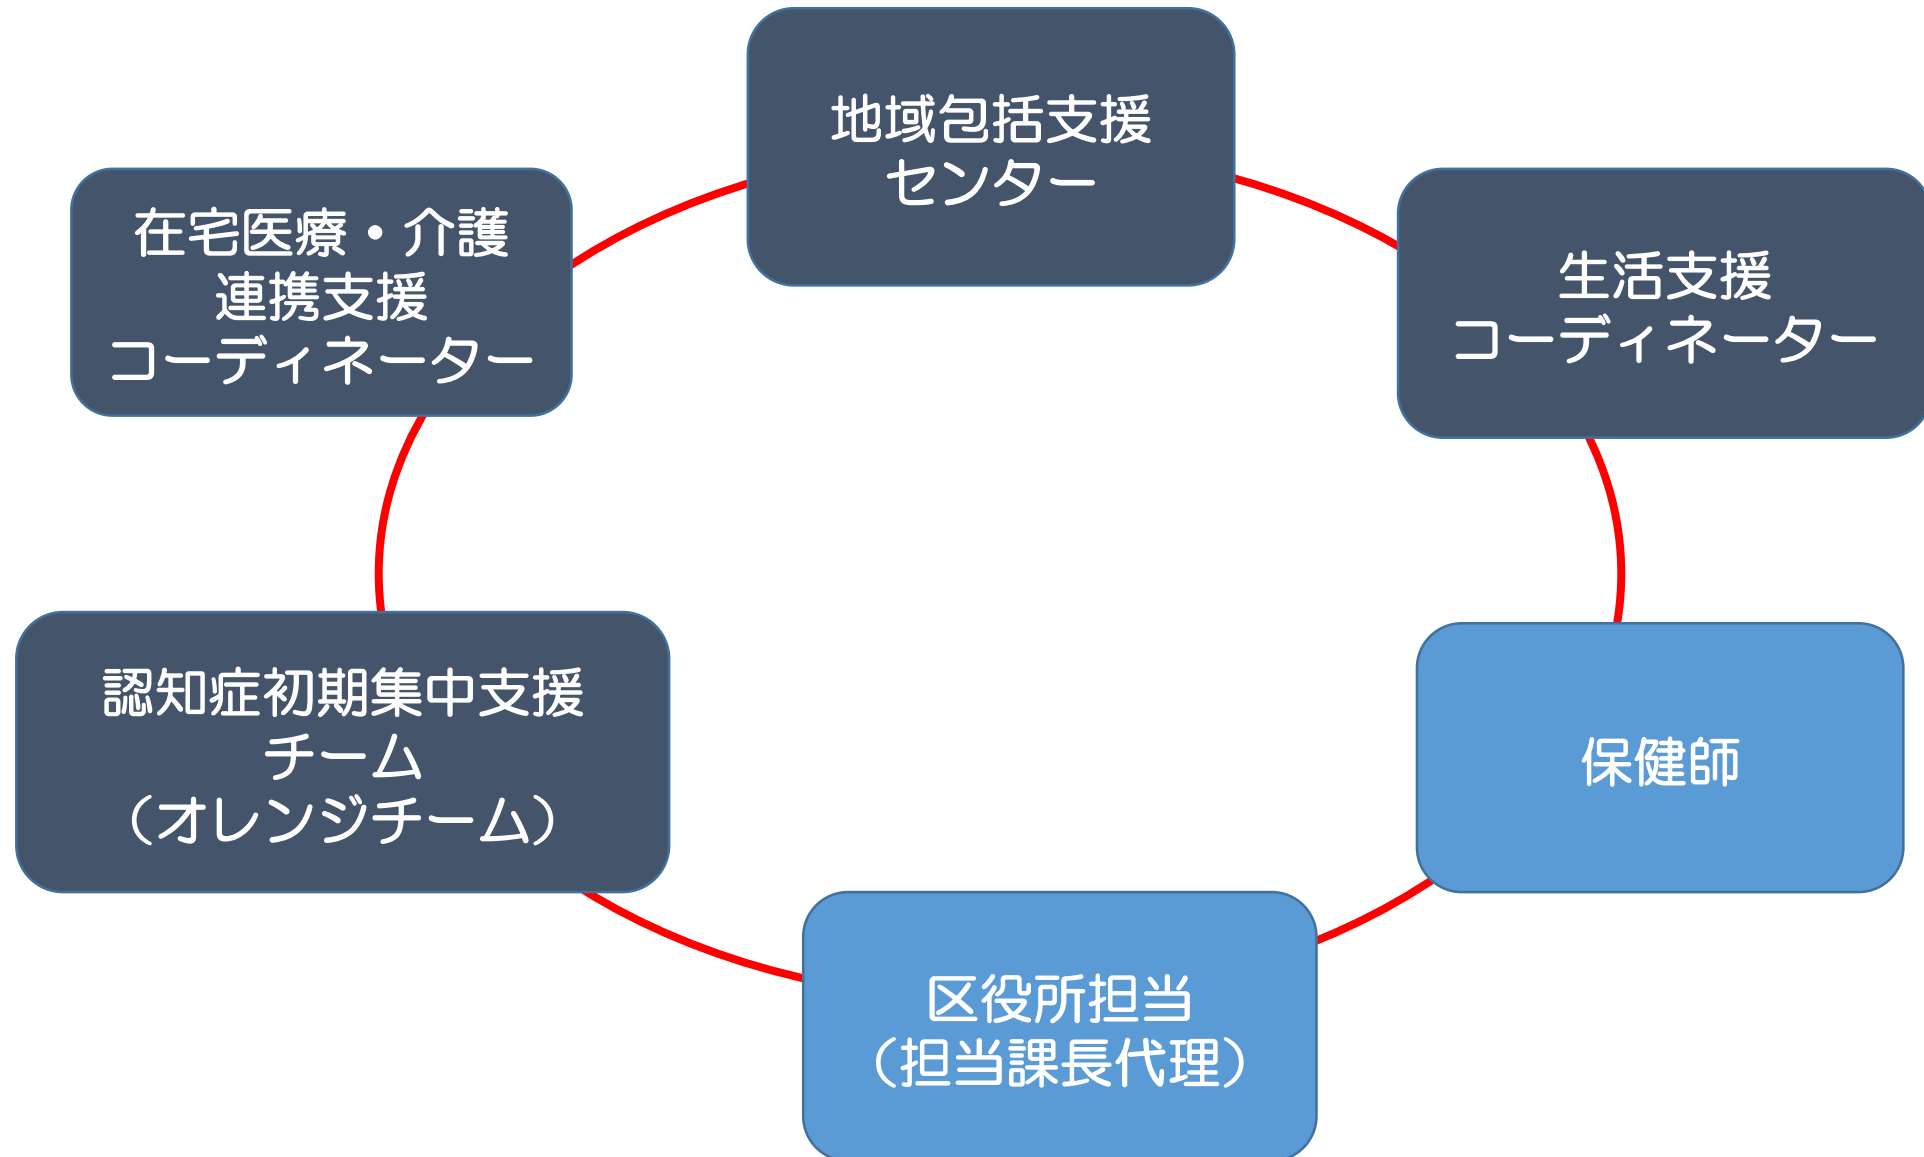 地域包括支援
センター
在宅医療・介護
連携支援
コーディネーター
生活支援
コーディネーター
認知症初期集中支援
チーム
（オレンジチーム）
保健師
区役所担当
（担当課長代理）